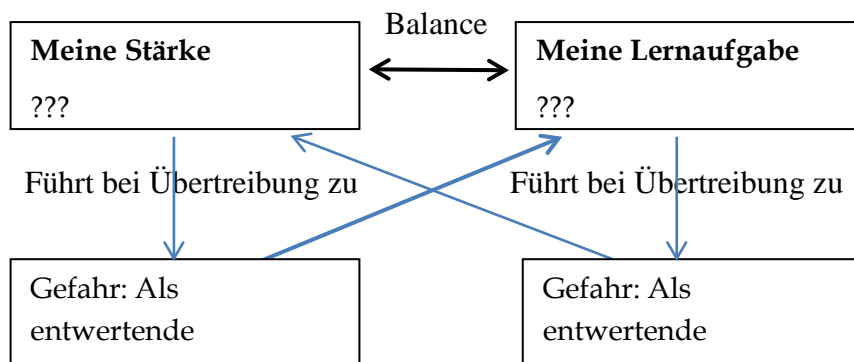 Balance
Meine Stärke
???
Meine Lernaufgabe
???
Führt bei Übertreibung zu
Führt bei Übertreibung zu
Gefahr: Als
entwertende
Gefahr: Als
entwertende